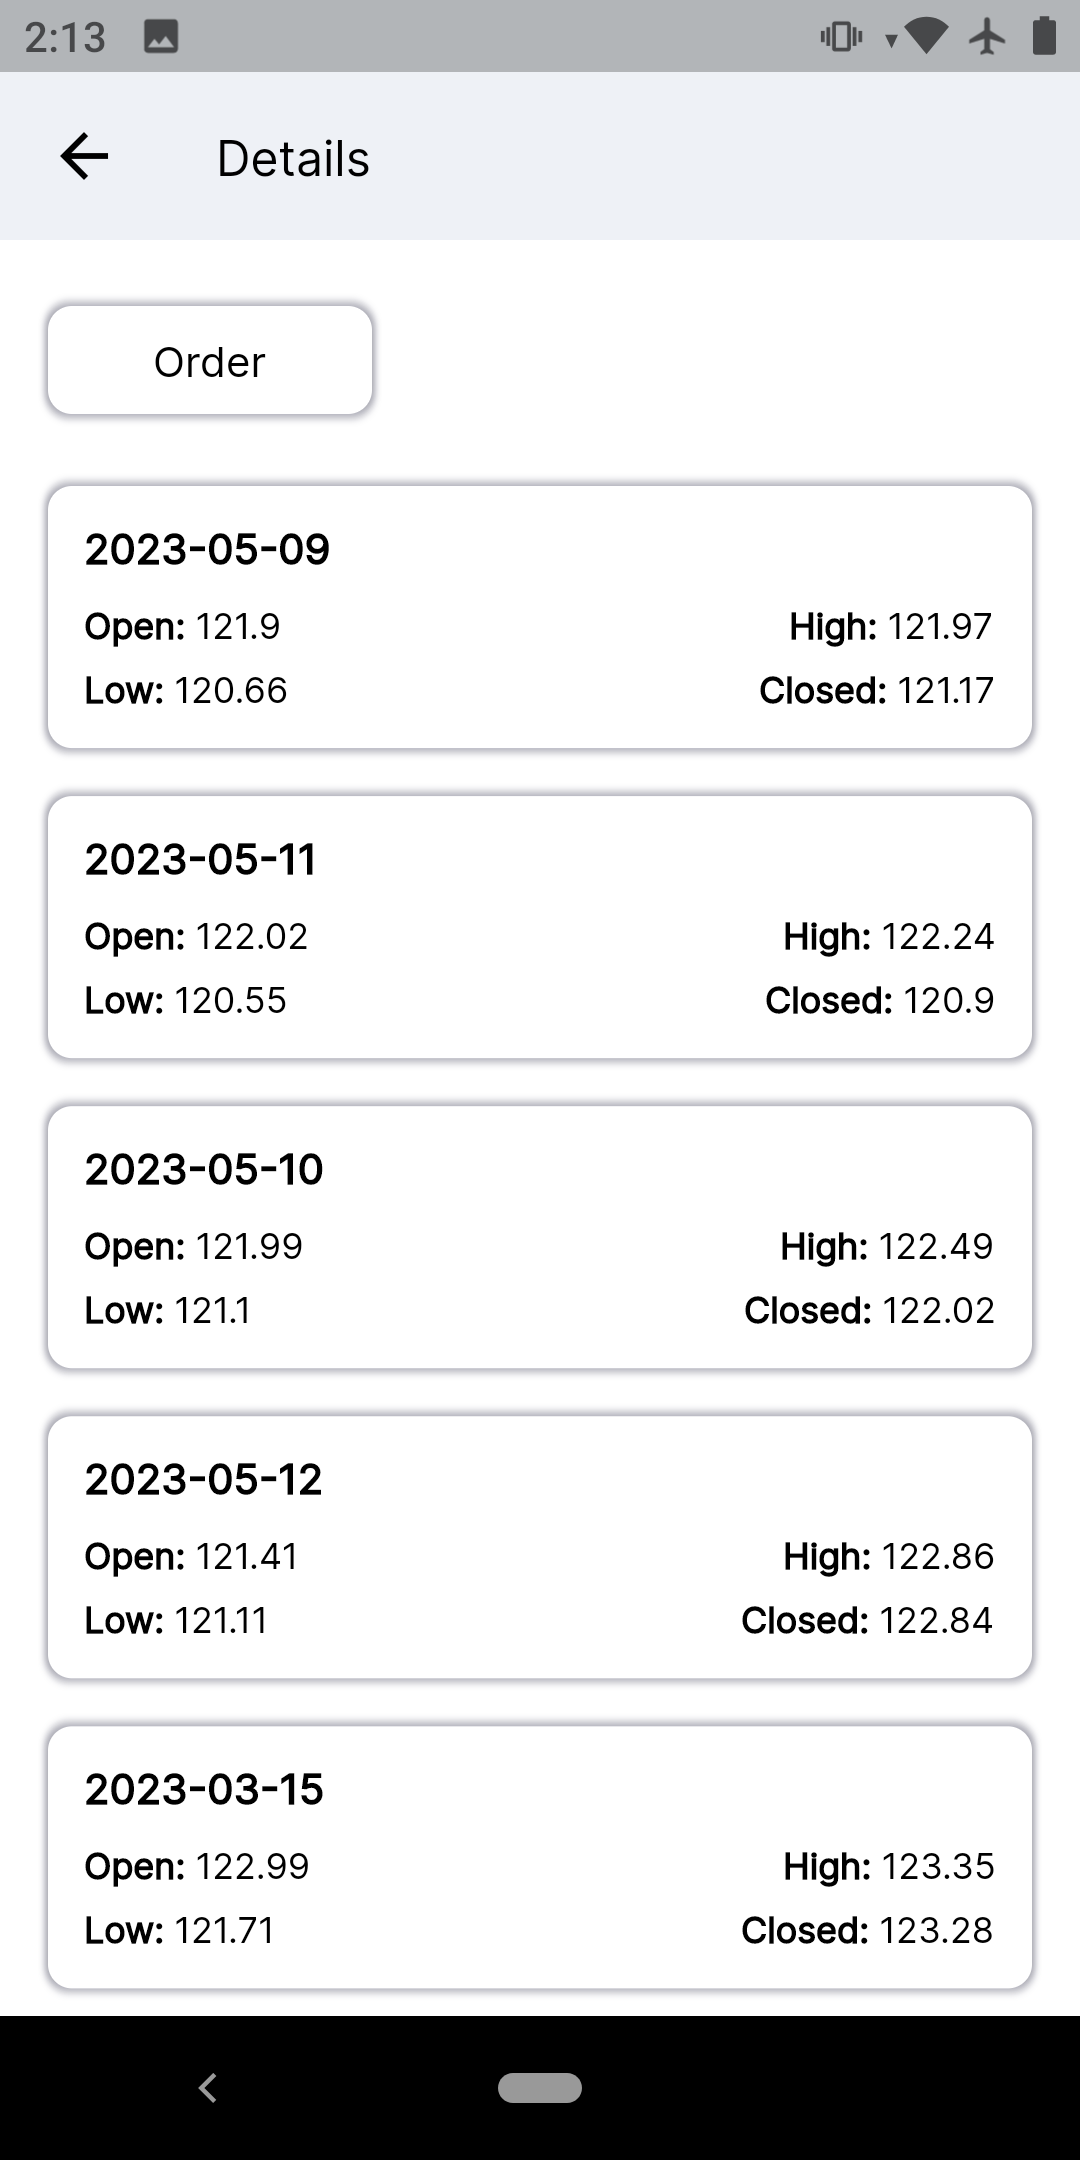 2:13
Details
Order
2023-05-09
Open: 121.9 High: 121.97
Low: 120.66 Closed: 121.17
2023-05-11
Open: 122.02 High: 122.24
Low: 120.55 Closed: 120.9
2023-05-10
Open: 121.99 High: 122.49
Low: 121.1 Closed: 122.02
2023-05-12
Open: 121.41 High: 122.86
Low: 121.11 Closed: 122.84
2023-03-15
Open: 122.99 High: 123.35
Low: 121.71 Closed: 123.28